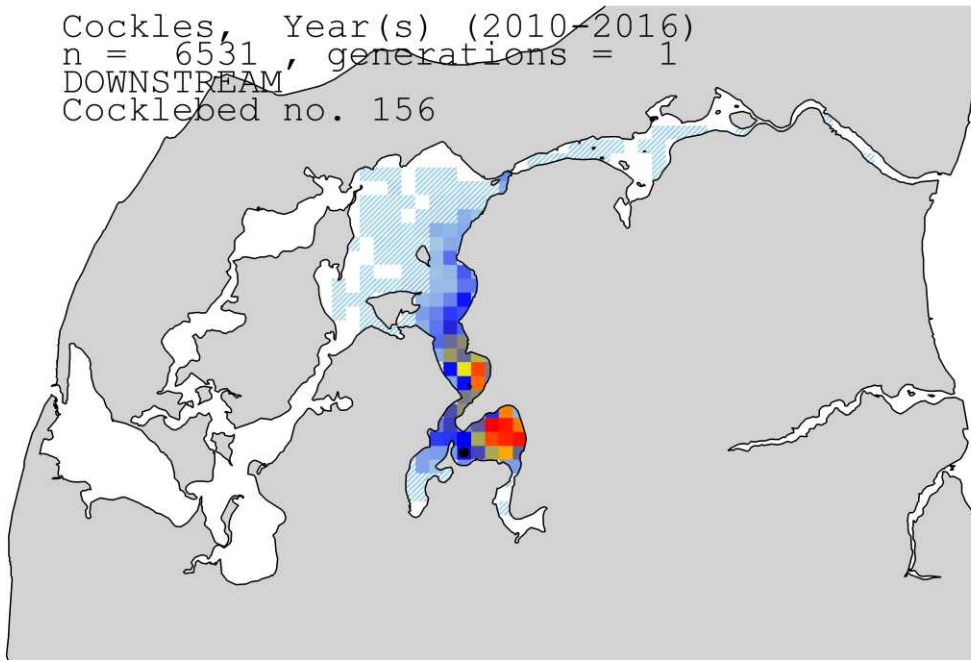 Cockles, Year(s) (2010-2016)
n = 6531 , generations = 1
DOWNSTREAM
Cocklebed no. 156